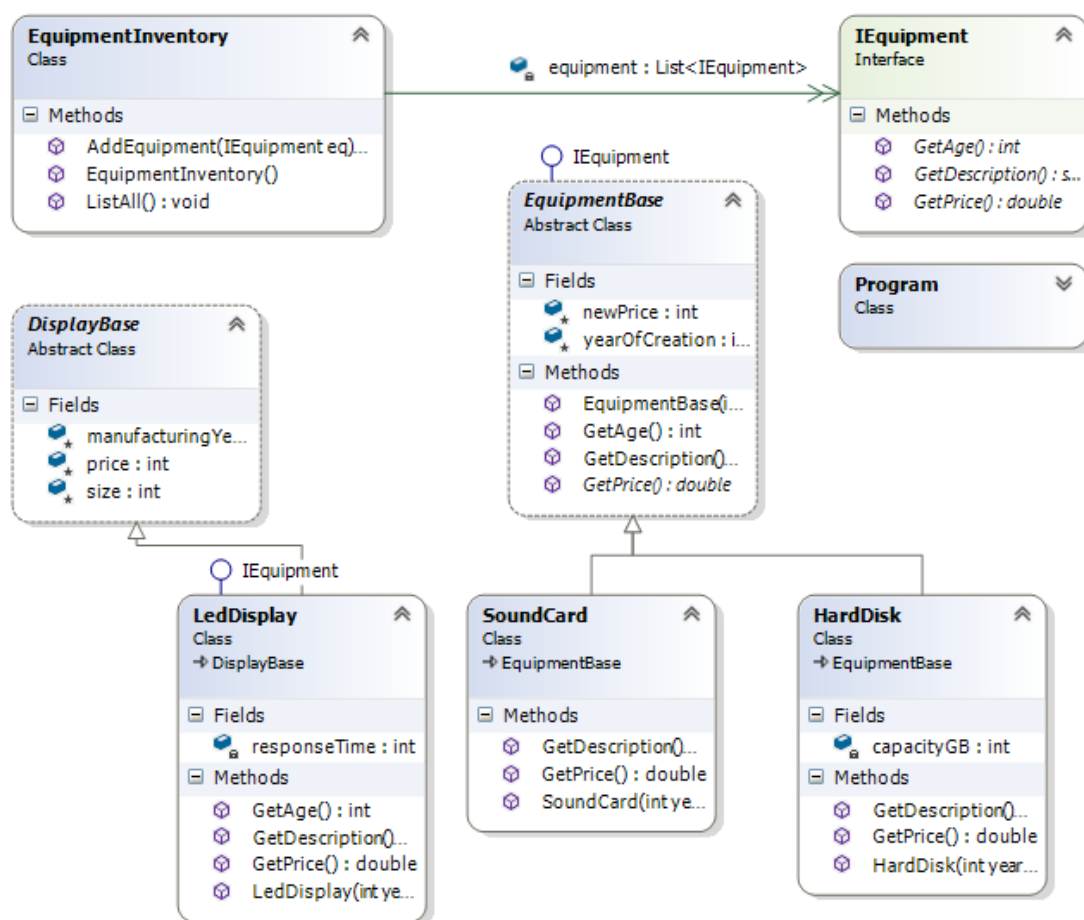 EquipmentInventory
Class
Methods
AddEquipment(IEquipment eq)...
EquipmentInventory()
ListAll() : void
equipment : List<IEquipment>
IEquipment
Interface
Methods
GetAge() : int
GetDescription() : s...
GetPrice() : double
IEquipment
EquipmentBase
Abstract Class
Fields
newPrice : int
yearOfCreation : i...
Methods
EquipmentBase(i...
GetAge() : int
GetDescription()...
GetPrice() : double
Program
Class
DisplayBase
Abstract Class
Fields
manufacturingYe...
price : int
size : int
IEquipment
LedDisplay
Class
DisplayBase
Fields
responseTime : int
Methods
GetAge() : int
GetDescription()...
GetPrice() : double
LedDisplay(int ye...
SoundCard
Class
EquipmentBase
Methods
GetDescription()...
GetPrice() : double
SoundCard(int ye...
HardDisk
Class
EquipmentBase
Fields
capacityGB : int
Methods
GetDescription()...
GetPrice() : double
HardDisk(int year...